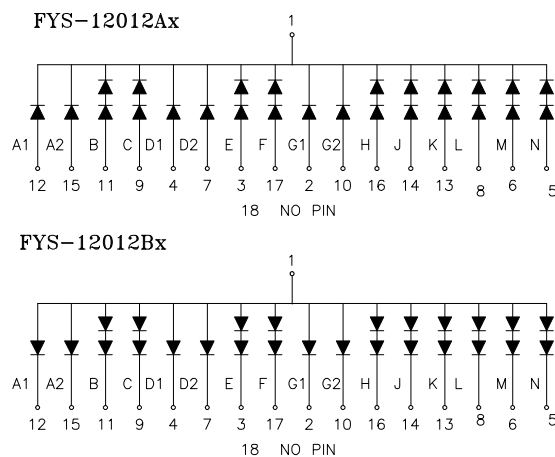 FYS-12012Ax
1
A1 A2 B C D1 D2 E F G1 G2 H J K L M N
12 15 11 9 4 7 3 17 2 10 16 14 13 8 6 5
18 NO PIN
FYS-12012Bx
1
A1 A2 B C D1 D2 E F G1 G2 H J K L M N
12 15 11 9 4 7 3 17 2 10 16 14 13 8 6 5
18 NO PIN